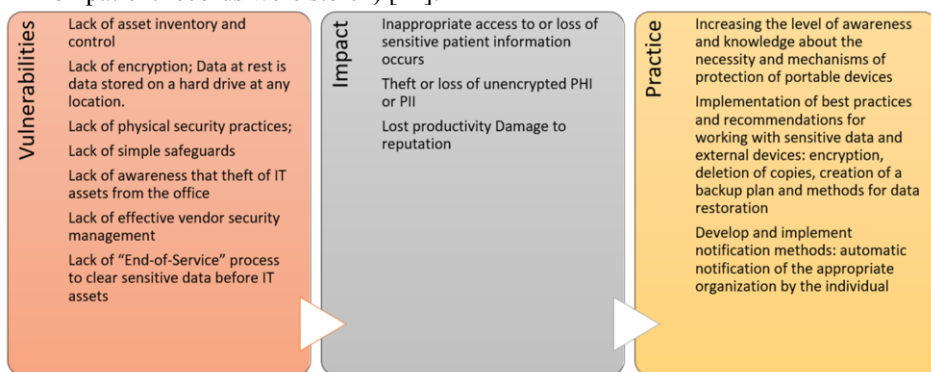 Vulnerabilities
Lack of asset inventory and
control
Lack of encryption; Data at rest is
data stored on a hard drive at any
location.
Lack of physical security practices;
Lack of simple safeguards
Lack of awareness that theft of IT
assets from the office
Lack of effective vendor security
management
Lack of “End-of-Service” process
to clear sensitive data before IT
assets
Impact
Inappropriate access to or loss of
sensitive patient information
occurs
Theft or loss of unencrypted PHI
or PII
Lost productivity Damage to
reputation
Practice
Increasing the level of awareness
and knowledge about the
necessity and mechanisms of
protection of portable devices
Implementation of best practices
and recommendations for
working with sensitive data and
external devices: encryption,
deletion of copies, creation of a
backup plan and methods for data
restoration
Develop and implement
notification methods: automatic
notification of the appropriate
organization by the individual